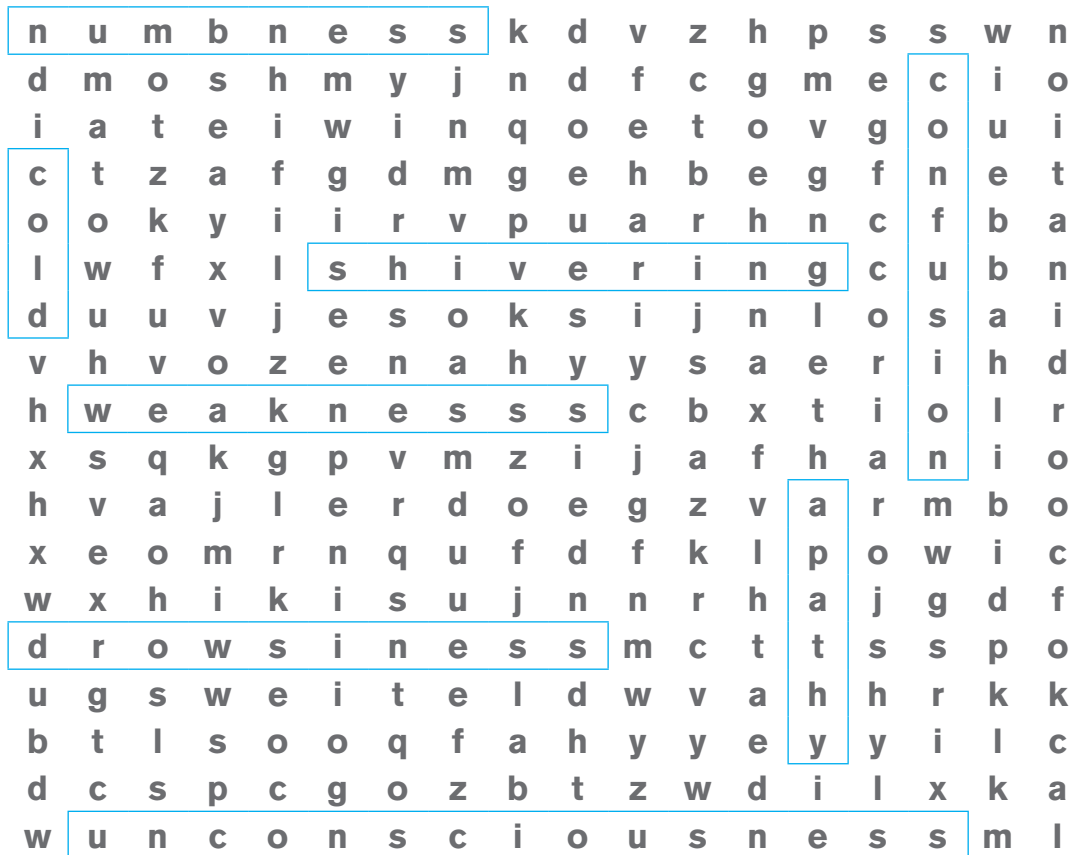 n u m b n e s s k d v z h p s s w n
d m o s h m y j n d f c g m e c i o
i a t e i w i n q o e t o v g o u i
c t z a f g d m g e h b e g f n e t
o o k y i i r v p u a r h n c f b a
l w f x l s h i v e r i n g c u b n
d u u v j e s o k s i j n l o s a i
v h v o z e n a h y y s a e r i h d
h w e a k n e s s s c b x t i o l r
x s q k g p v m z i j a f h a n i o
h v a j l e r d o e g z v a r m b o
x e o m r n q u f d f k l p o w i c
w x h i k i s u j n n r h a j g d f
d r o w s i n e s s m c t t s s p o
u g s w e i t e l d w v a h h r k k
b t l s o o q f a h y y e y y i l c
d c s p c g o z b t z w d i l x k a
w u n c o n s c i o u s n e s s m l